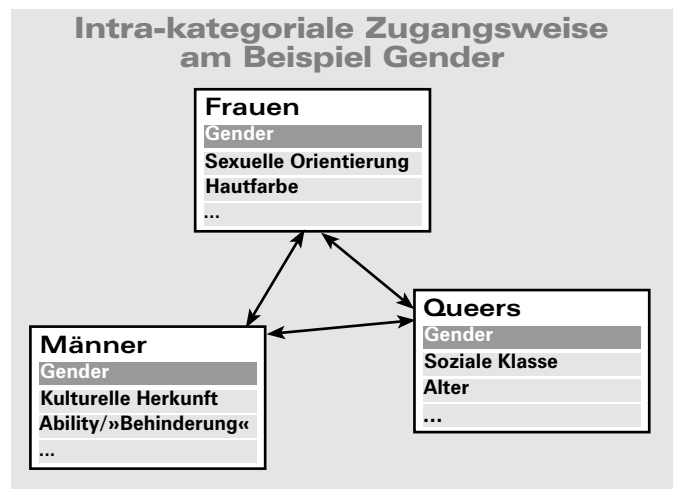 Intra-kategoriale Zugangsweise
am Beispiel Gender
Frauen
Gender
Sexuelle Orientierung
Hautfarbe
...
Queers
Gender
Soziale Klasse
Alter
...
Männer
Gender
Kulturelle Herkunft
Ability/»Behinderung«
...